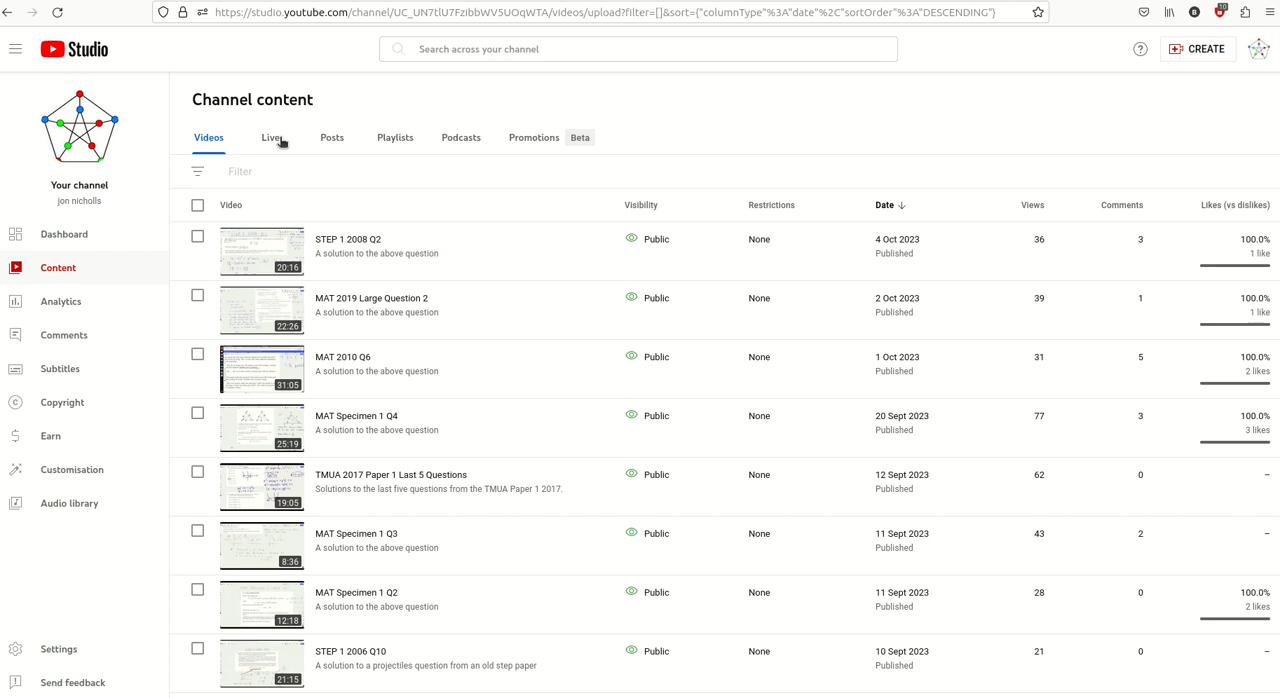 https://studio.youtube.com/channel/UC_UN7tlU7FzibbWV5UOqWTA/videos/upload?filter=[]&sort={"columnType"%3A"date"%2C"sortOrder"%3A"DESCENDING"}
B
10
Studio
Search across your channel
CREATE
Your channel
jon nicholls
Dashboard
Content
Analytics
Comments
Subtitles
Copyright
Earn
Customisation
Audio library
Settings
Send feedback
Channel content
Videos Live Posts Playlists Podcasts Promotions Beta
Filter
Video Visibility Restrictions Date Views Comments Likes (vs dislikes)
20:16 STEP 1 2008 Q2 Public None 4 Oct 2023 36 3 100.0%
A solution to the above question Published 1 like
22:26 MAT 2019 Large Question 2 Public None 2 Oct 2023 39 1 100.0%
A solution to the above question Published 1 like
31:05 MAT 2010 Q6 Public None 1 Oct 2023 31 5 100.0%
A solution to the above question Published 2 likes
25:19 MAT Specimen 1 Q4 Public None 20 Sept 2023 77 3 100.0%
A solution to the above question Published 3 likes
19:05 TMUA 2017 Paper 1 Last 5 Questions Public None 12 Sept 2023 62 0 –
Solutions to the last five questions from the TMUA Paper 1 2017. Published
8:36 MAT Specimen 1 Q3 Public None 11 Sept 2023 43 2 –
A solution to the above question Published
12:18 MAT Specimen 1 Q2 Public None 11 Sept 2023 28 0 100.0%
A solution to the above question Published 2 likes
21:15 STEP 1 2006 Q10 Public None 10 Sept 2023 21 0 –
A solution to a projectiles question from an old step paper Published